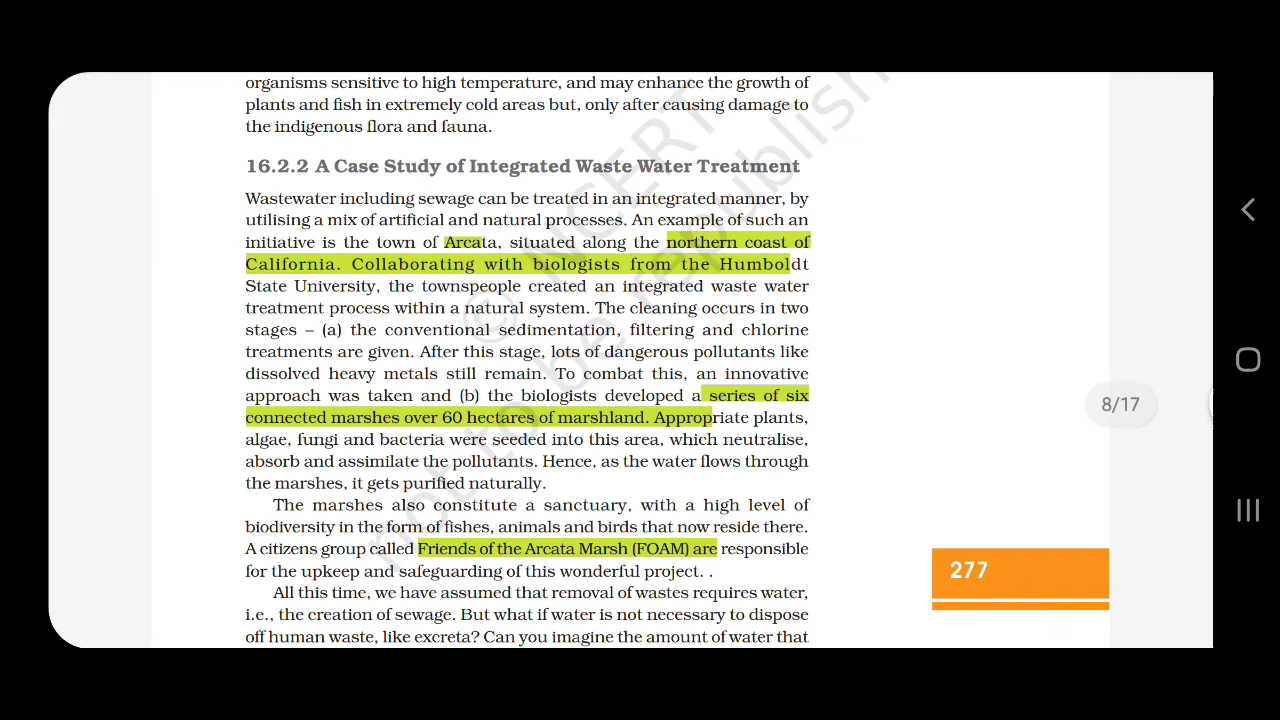 organisms sensitive to high temperature, and may enhance the growth of
plants and fish in extremely cold areas but, only after causing damage to
the indigenous flora and fauna.
16.2.2 A Case Study of Integrated Waste Water Treatment
Wastewater including sewage can be treated in an integrated manner, by
utilising a mix of artificial and natural processes. An example of such an
initiative is the town of Arcata, situated along the northern coast of
California. Collaborating with biologists from the Humboldt
State University, the townspeople created an integrated waste water
treatment process within a natural system. The cleaning occurs in two
stages – (a) the conventional sedimentation, filtering and chlorine
treatments are given. After this stage, lots of dangerous pollutants like
dissolved heavy metals still remain. To combat this, an innovative
approach was taken and (b) the biologists developed a series of six
connected marshes over 60 hectares of marshland. Appropriate plants,
algae, fungi and bacteria were seeded into this area, which neutralise,
absorb and assimilate the pollutants. Hence, as the water flows through
the marshes, it gets purified naturally.
The marshes also constitute a sanctuary, with a high level of
biodiversity in the form of fishes, animals and birds that now reside there.
A citizens group called Friends of the Arcata Marsh (FOAM) are responsible
for the upkeep and safeguarding of this wonderful project. .
All this time, we have assumed that removal of wastes requires water,
i.e., the creation of sewage. But what if water is not necessary to dispose
off human waste, like excreta? Can you imagine the amount of water that
© NCERT
not to be republish
8/17
277